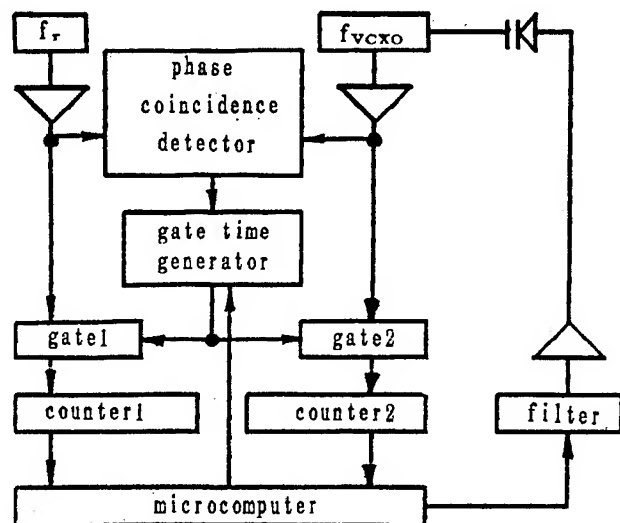 fr
fvcxo
phase
coincidence
detector
gate time
generator
gate1
gate2
counter1
counter2
filter
microcomputer